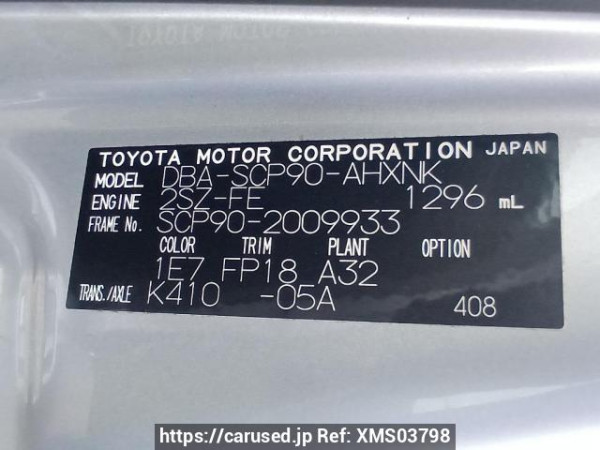 TOYOTA MOTOR CORPORATION JAPAN
MODEL DBA-SCP90-AHXNK
ENGINE 2SZ-FE 1296 mL
FRAME No. SCP90-2009933
COLOR TRIM PLANT OPTION
1E7 FP18 A32
TRANS./AXLE K410 -05A 408
https://carused.jp Ref: XMS03798